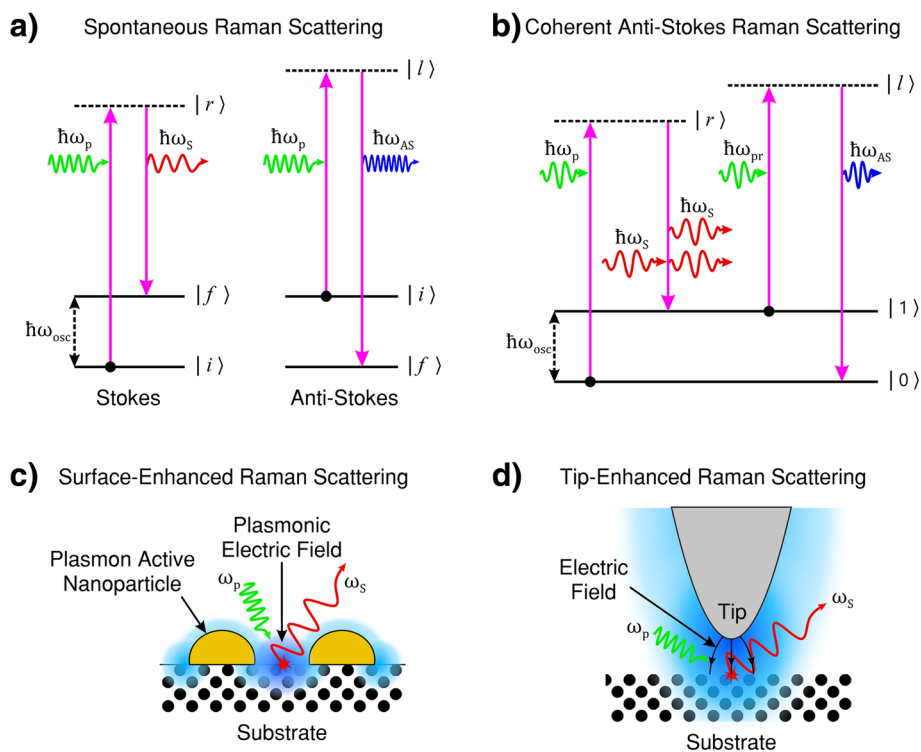 a) Spontaneous Raman Scattering
| l ⟩
| r ⟩
ħωp
ħωS
ħωp
ħωAS
| f ⟩
| i ⟩
ħωosc
| i ⟩
| f ⟩
Stokes
Anti-Stokes
b) Coherent Anti-Stokes Raman Scattering
| l ⟩
| r ⟩
ħωp
ħωpr
ħωAS
ħωS
ħωS
| 1 ⟩
ħωosc
| 0 ⟩
c) Surface-Enhanced Raman Scattering
Plasmonic
Electric Field
Plasmon Active
Nanoparticle
ωp
ωS
Substrate
d) Tip-Enhanced Raman Scattering
Electric
Field
Tip
ωS
ωp
Substrate